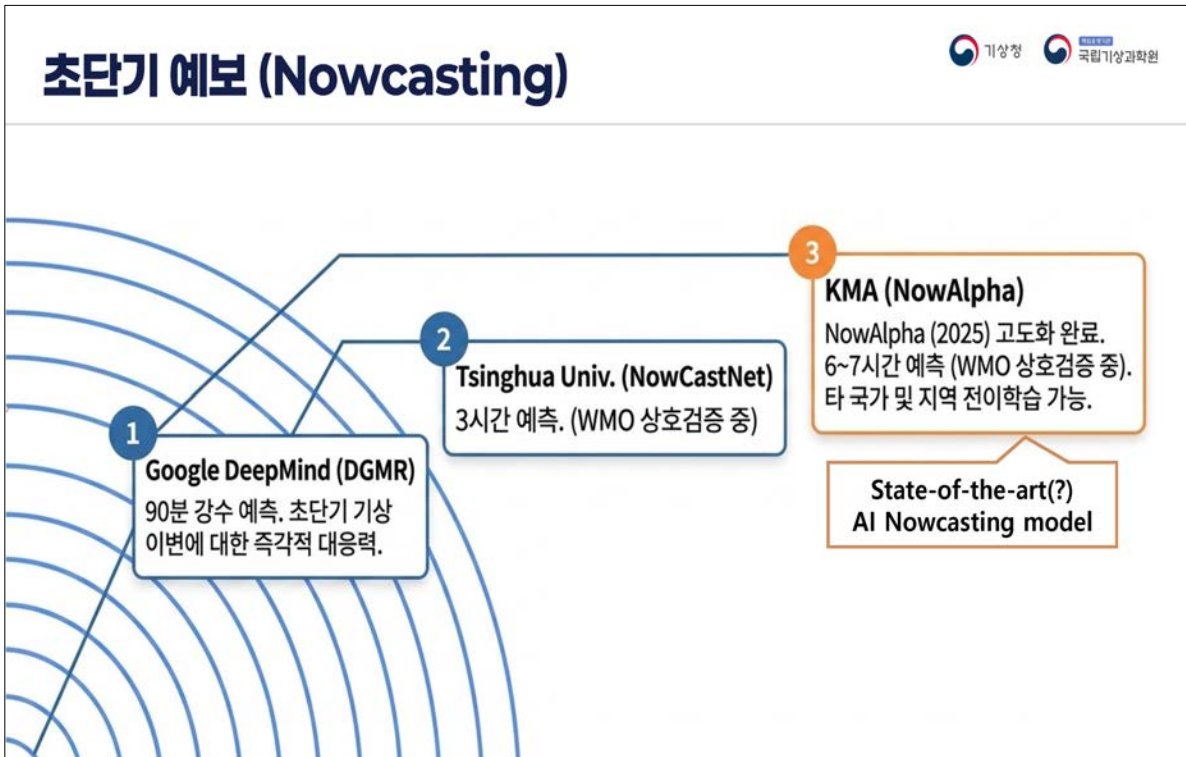 초단기 예보 (Nowcasting)
기상청
국립기상과학원
1
Google DeepMind (DGMR)
90분 강수 예측. 초단기 기상
이변에 대한 즉각적 대응력.
2
Tsinghua Univ. (NowCastNet)
3시간 예측. (WMO 상호검증 중)
3
KMA (NowAlpha)
NowAlpha (2025) 고도화 완료.
6~7시간 예측 (WMO 상호검증 중).
타 국가 및 지역 전이학습 가능.
State-of-the-art(?)
AI Nowcasting model